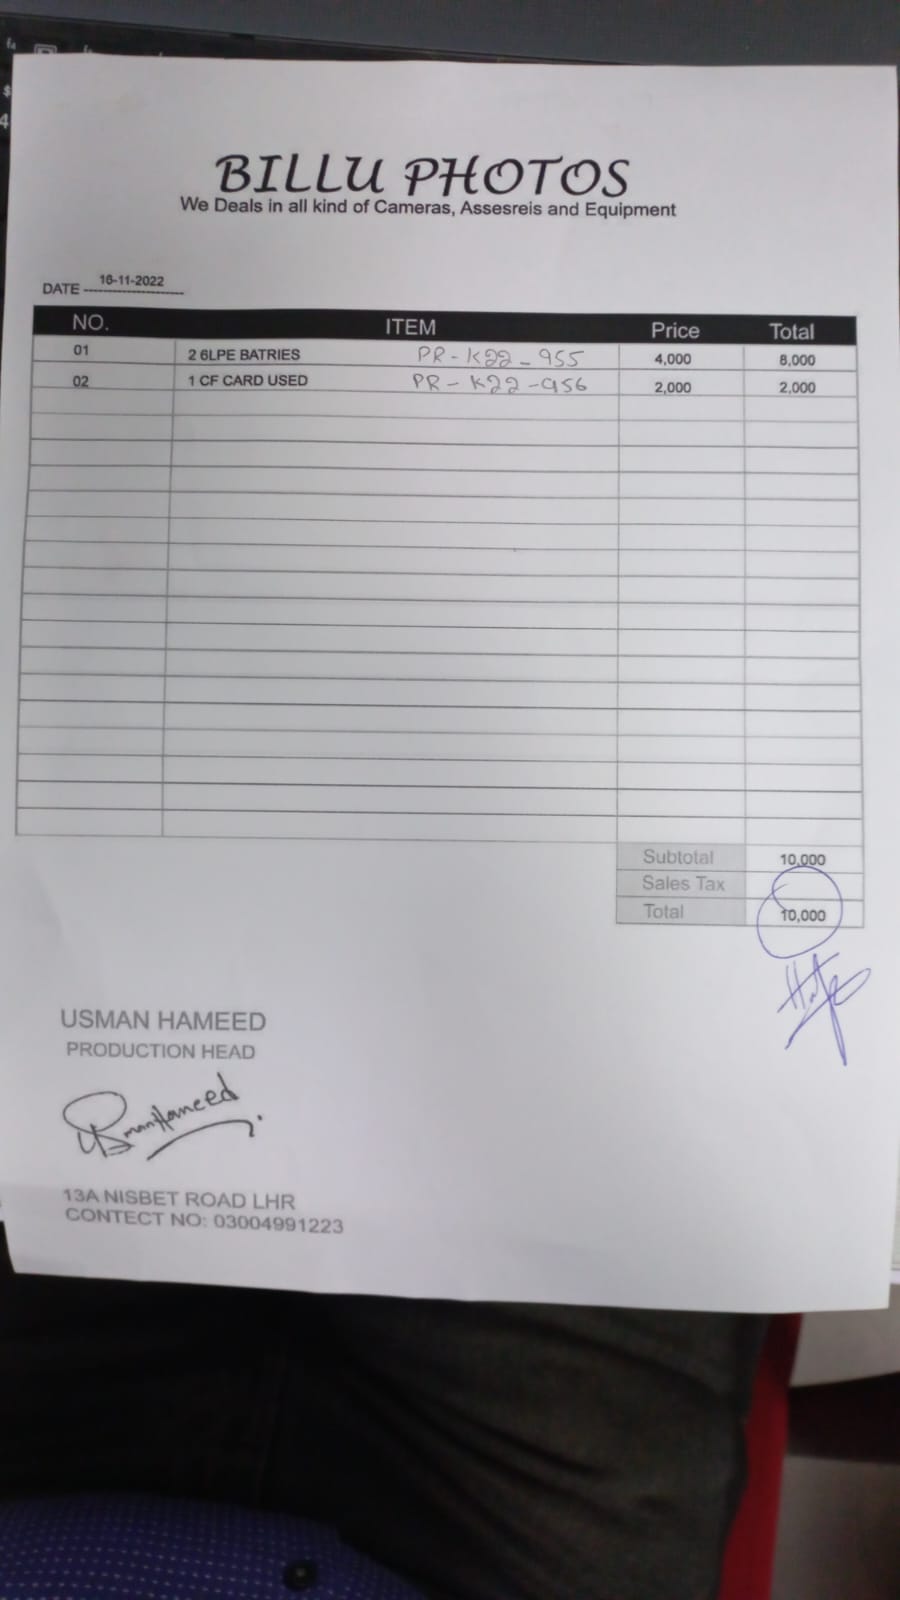 BILLU PHOTOS
We Deals in all kind of Cameras, Assesreis and Equipment
DATE 16-11-2022
NO. ITEM Price Total
01 2 6LPE BATRIES PR-K22-955 4,000 8,000
02 1 CF CARD USED PR-K22-956 2,000 2,000
Subtotal 10,000
Sales Tax
Total 10,000
USMAN HAMEED
PRODUCTION HEAD
UsmanHameed
13A NISBET ROAD LHR
CONTECT NO: 03004991223